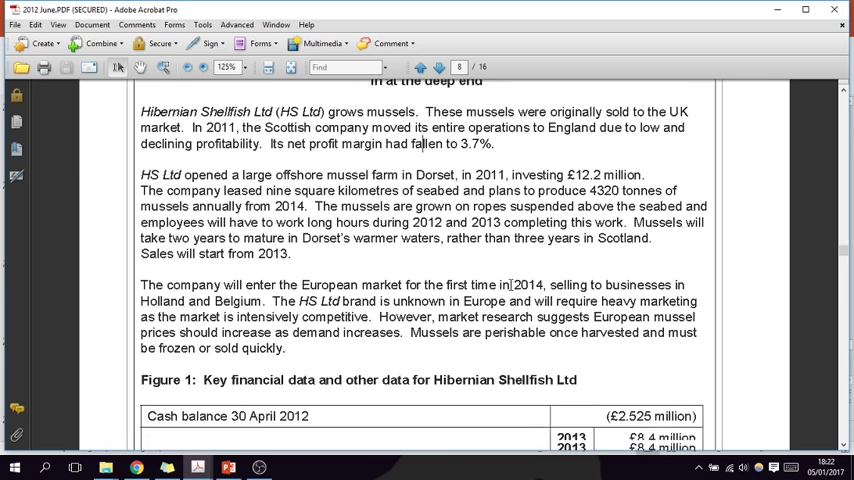 2012 June.PDF (SECURED) - Adobe Acrobat Pro
File Edit View Document Comments Forms Tools Advanced Window Help
Create Combine Secure Sign Forms Multimedia Comment
125% Find 8 / 16
In at the deep end
Hibernian Shellfish Ltd (HS Ltd) grows mussels. These mussels were originally sold to the UK
market. In 2011, the Scottish company moved its entire operations to England due to low and
declining profitability. Its net profit margin had fallen to 3.7%.
HS Ltd opened a large offshore mussel farm in Dorset, in 2011, investing £12.2 million.
The company leased nine square kilometres of seabed and plans to produce 4320 tonnes of
mussels annually from 2014. The mussels are grown on ropes suspended above the seabed and
employees will have to work long hours during 2012 and 2013 completing this work. Mussels will
take two years to mature in Dorset's warmer waters, rather than three years in Scotland.
Sales will start from 2013.
The company will enter the European market for the first time in 2014, selling to businesses in
Holland and Belgium. The HS Ltd brand is unknown in Europe and will require heavy marketing
as the market is intensively competitive. However, market research suggests European mussel
prices should increase as demand increases. Mussels are perishable once harvested and must
be frozen or sold quickly.
Figure 1: Key financial data and other data for Hibernian Shellfish Ltd
Cash balance 30 April 2012 (£2.525 million)
2013 £8.4 million
2013 £8.4 million
18:22
05/01/2017